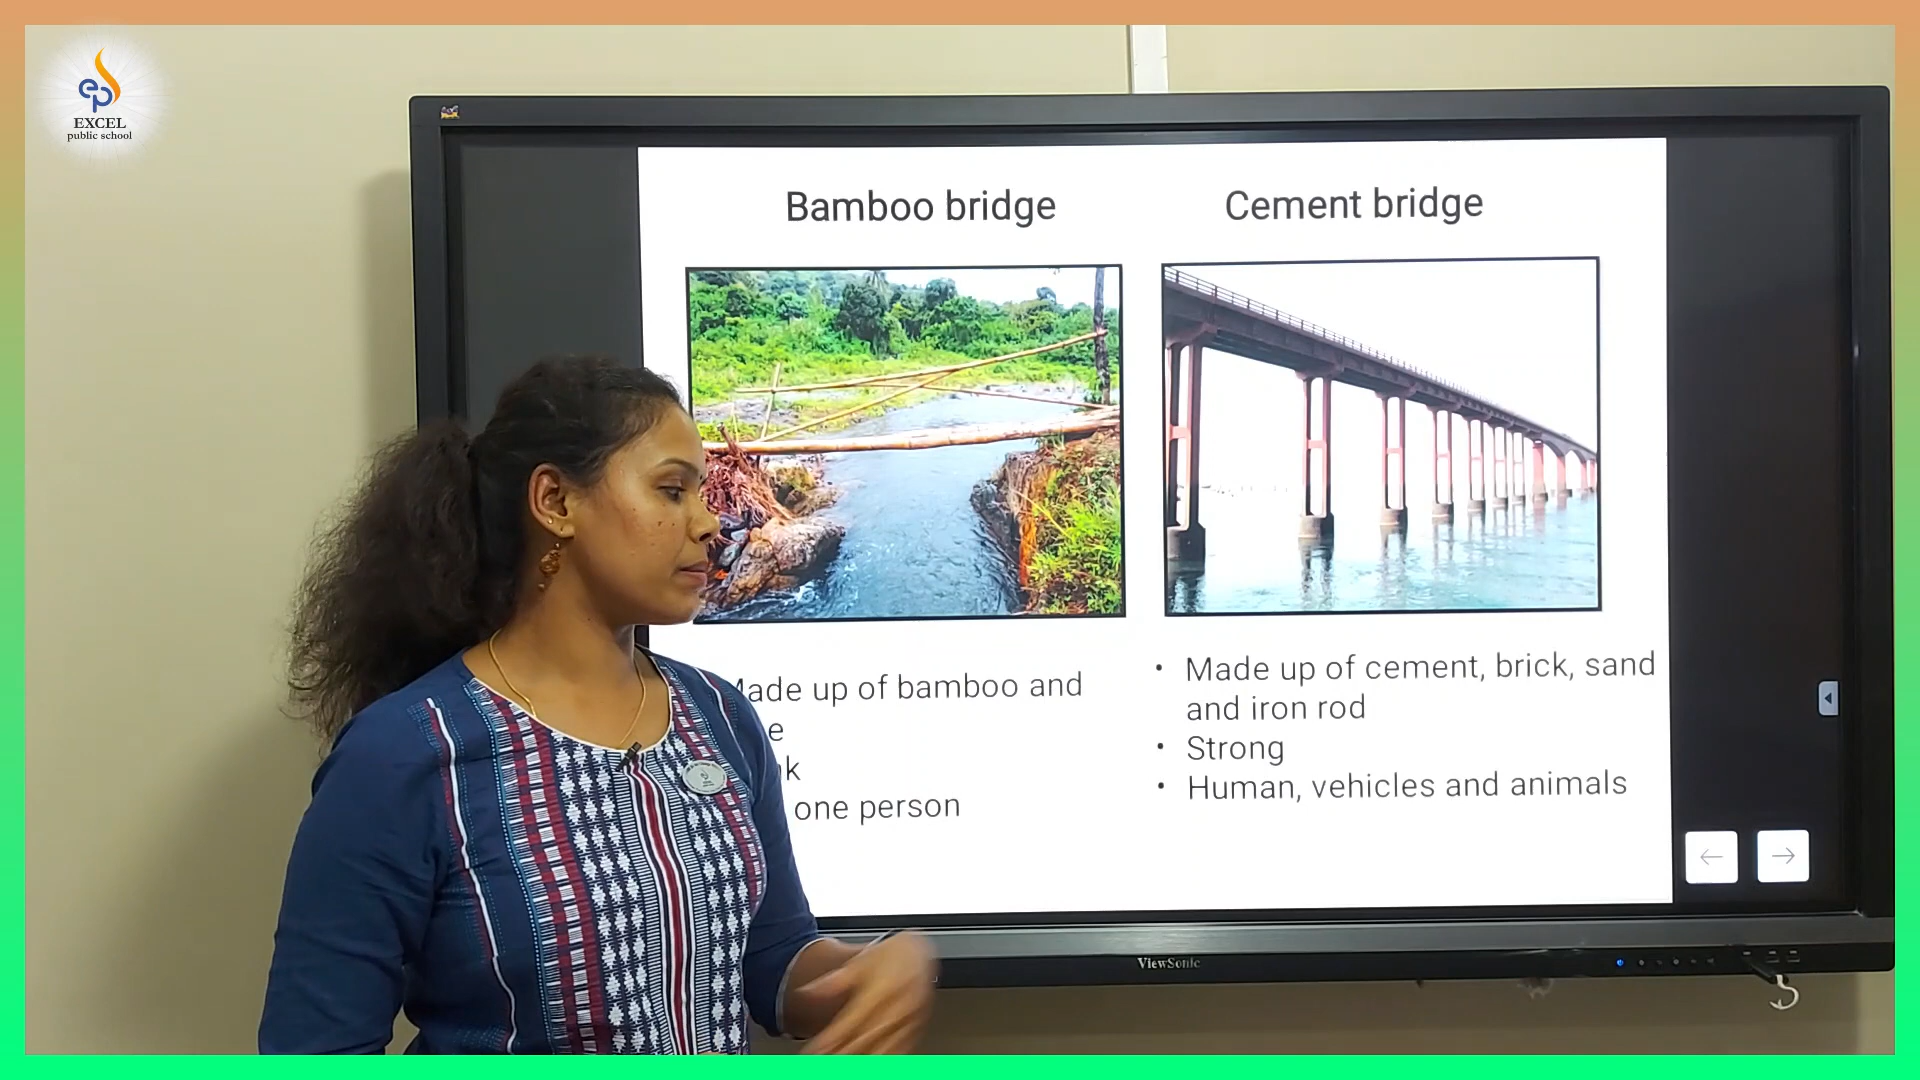 EXCEL
public school
Bamboo bridge
Cement bridge
Made up of bamboo and
one person
Made up of cement, brick, sand
and iron rod
Strong
Human, vehicles and animals
ViewSonic